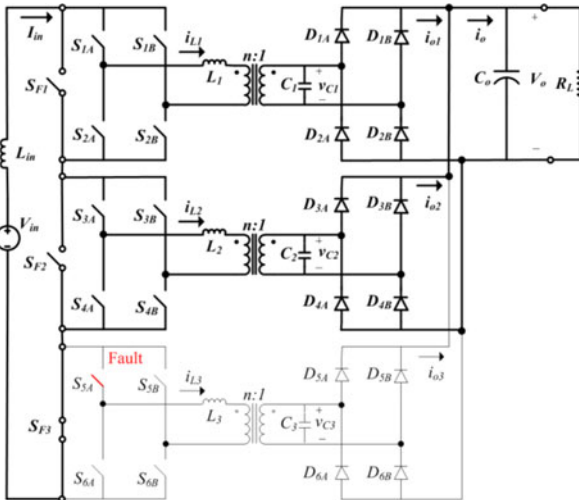 I_in S_1A S_1B i_L1 n:1 D_1A D_1B i_o1 i_o
S_F1 L_1 C_1 + v_C1 − C_o + V_o − R_L
S_2A S_2B D_2A D_2B
L_in
S_3A S_3B i_L2 n:1 D_3A D_3B i_o2
V_in + − S_F2 L_2 C_2 + v_C2 −
S_4A S_4B D_4A D_4B
Fault
S_5A S_5B i_L3 n:1 D_5A D_5B i_o3
S_F3 L_3 C_3 + v_C3 −
S_6A S_6B D_6A D_6B